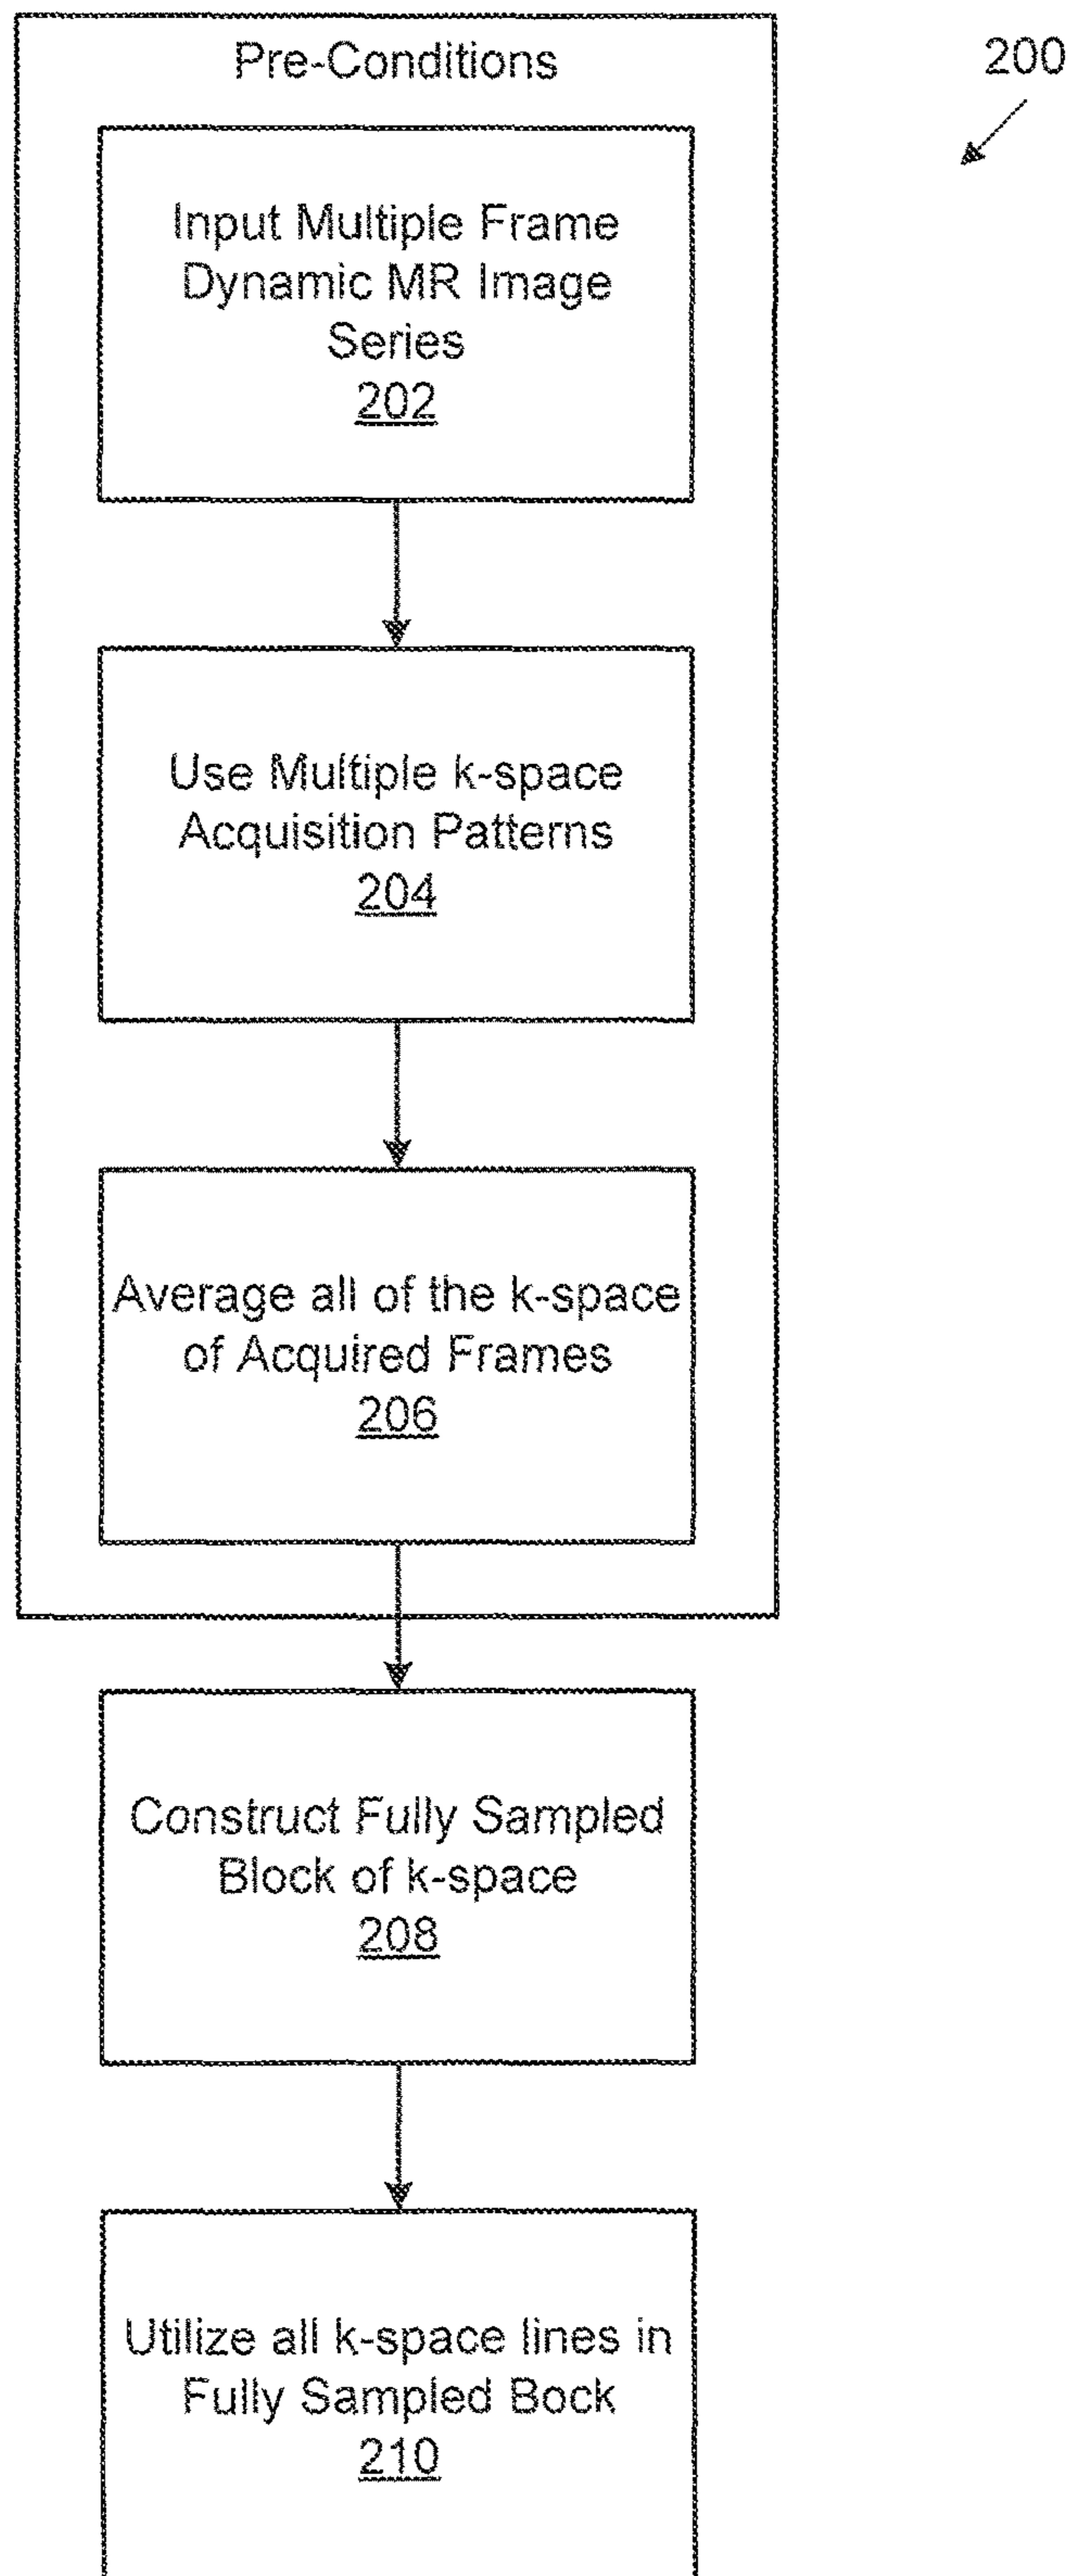 Pre-Conditions
200
Input Multiple Frame
Dynamic MR Image
Series
202
Use Multiple k-space
Acquisition Patterns
204
Average all of the k-space
of Acquired Frames
206
Construct Fully Sampled
Block of k-space
208
Utilize all k-space lines in
Fully Sampled Bock
210